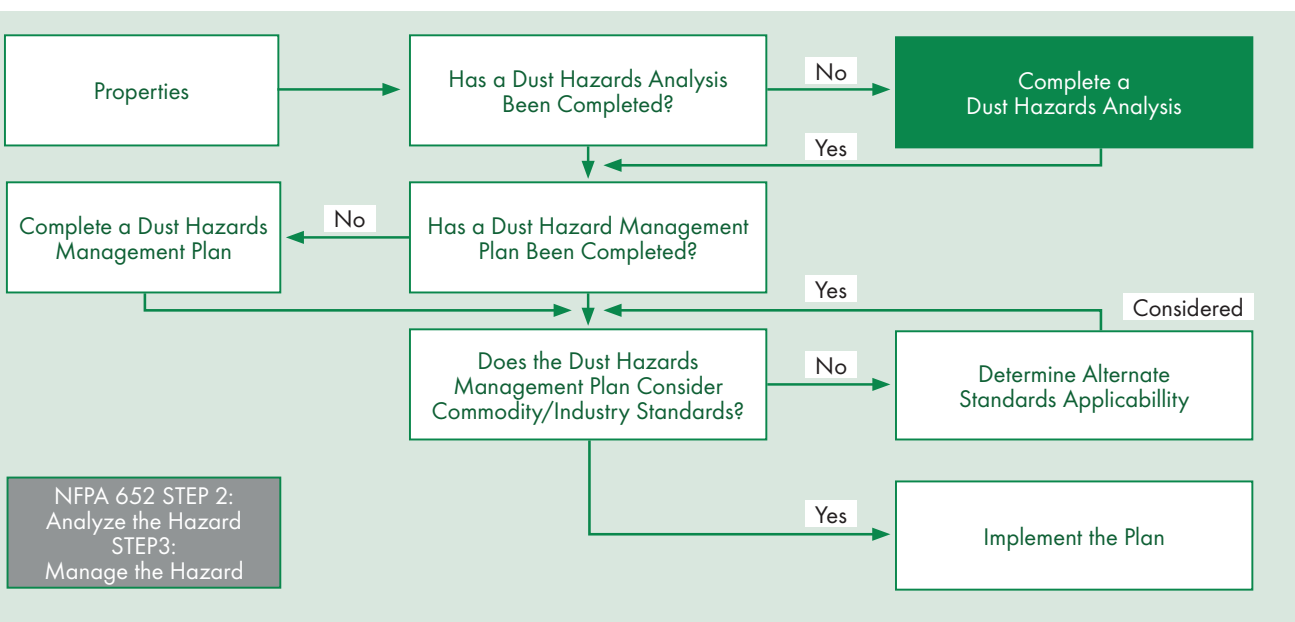 Properties
Has a Dust Hazards Analysis
Been Completed?
No
Complete a
Dust Hazards Analysis
Yes
Complete a Dust Hazards
Management Plan
No
Has a Dust Hazard Management
Plan Been Completed?
Yes
Considered
Does the Dust Hazards
Management Plan Consider
Commodity/Industry Standards?
No
Determine Alternate
Standards Applicabillity
NFPA 652 STEP 2:
Analyze the Hazard
STEP3:
Manage the Hazard
Yes
Implement the Plan